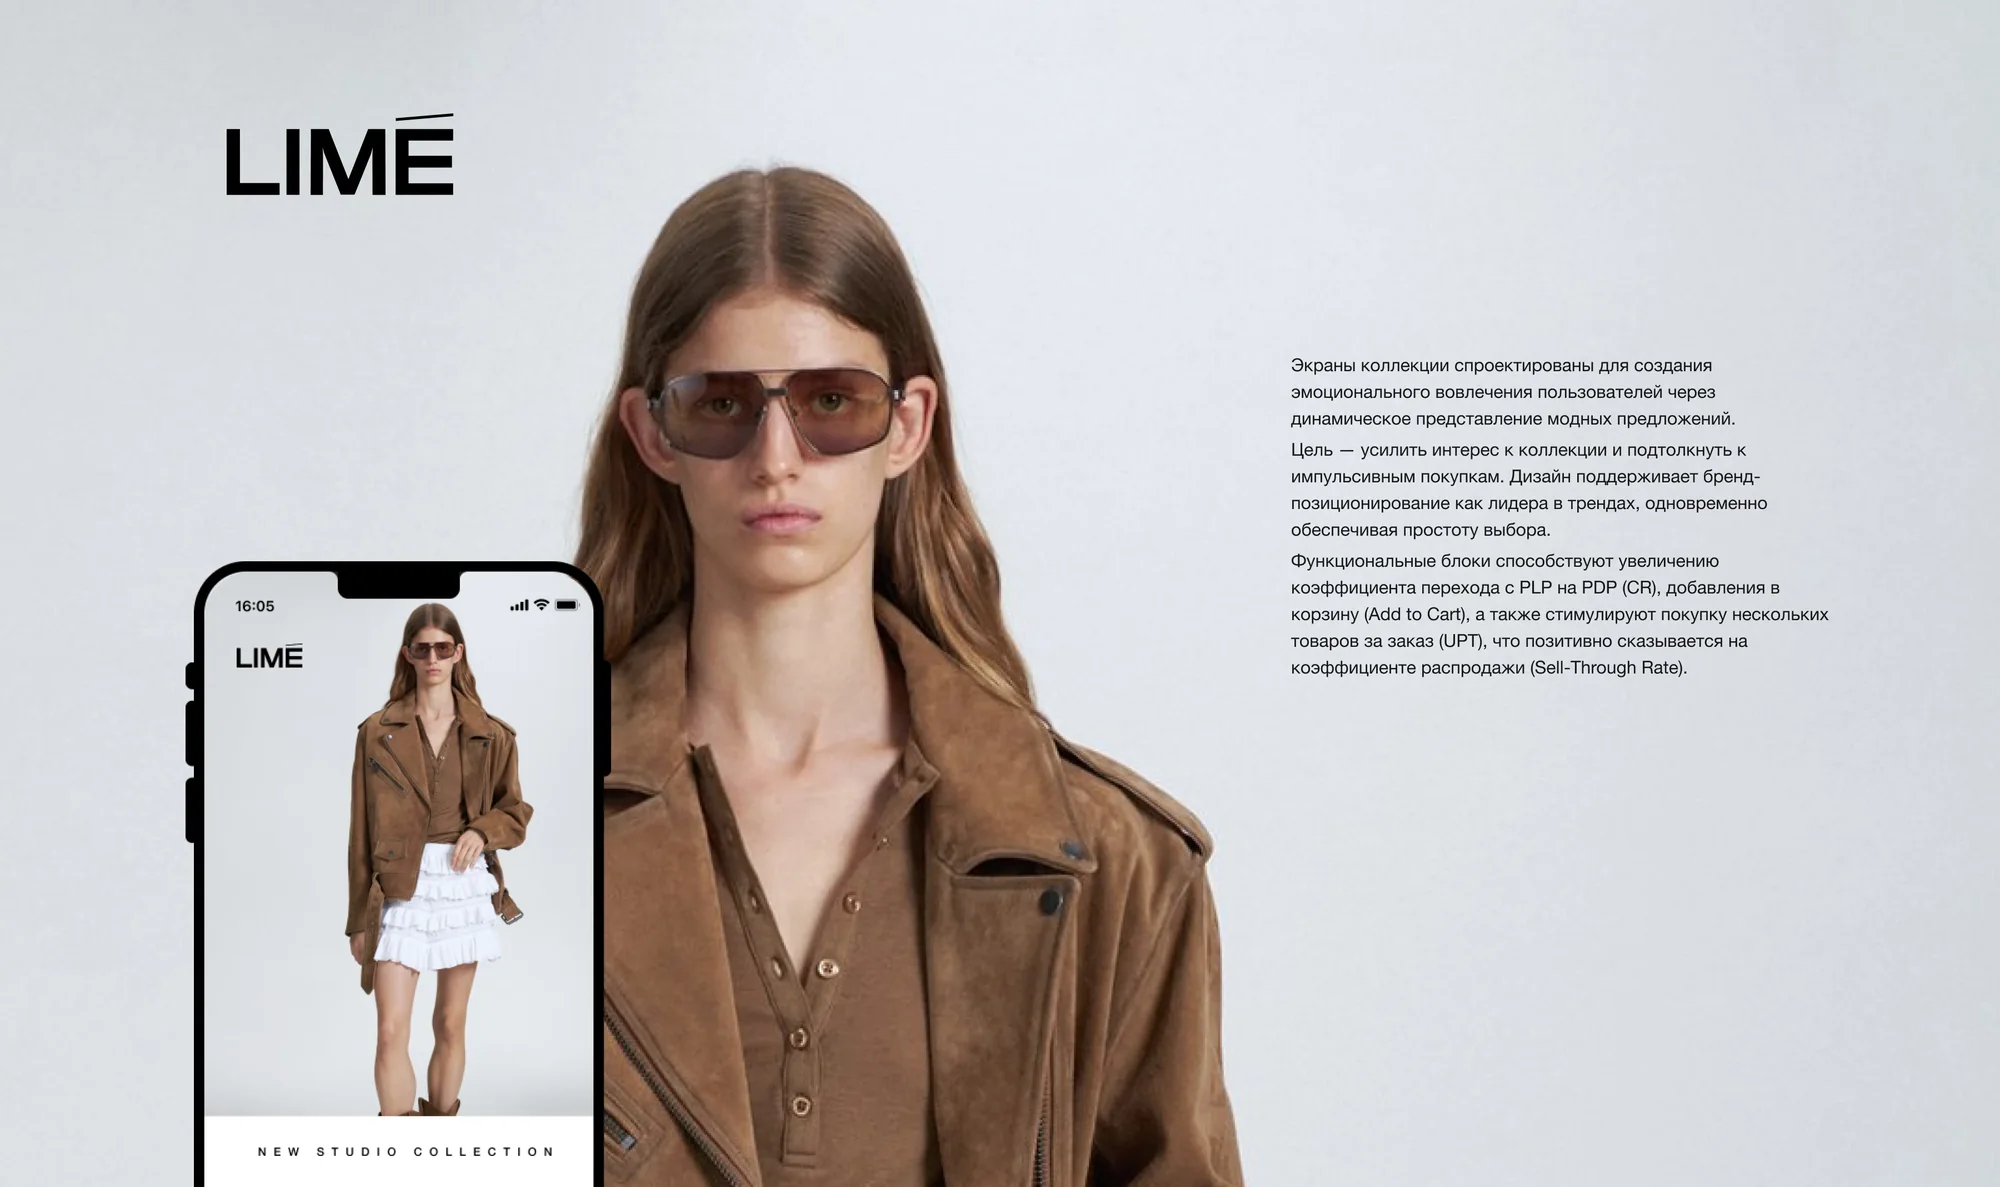 LIMÉ
Экраны коллекции спроектированы для создания
эмоционального вовлечения пользователей через
динамическое представление модных предложений.
Цель — усилить интерес к коллекции и подтолкнуть к
импульсивным покупкам. Дизайн поддерживает бренд-
позиционирование как лидера в трендах, одновременно
обеспечивая простоту выбора.
Функциональные блоки способствуют увеличению
коэффициента перехода с PLP на PDP (CR), добавления в
корзину (Add to Cart), а также стимулируют покупку нескольких
товаров за заказ (UPT), что позитивно сказывается на
коэффициенте распродажи (Sell-Through Rate).
16:05
LIMÉ
NEW STUDIO COLLECTION